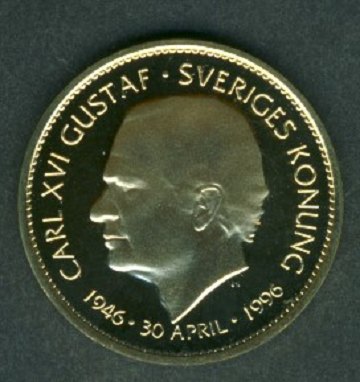 CARL XVI GUSTAF · SVERIGES KONUNG
1946 · 30 APRIL · 1996